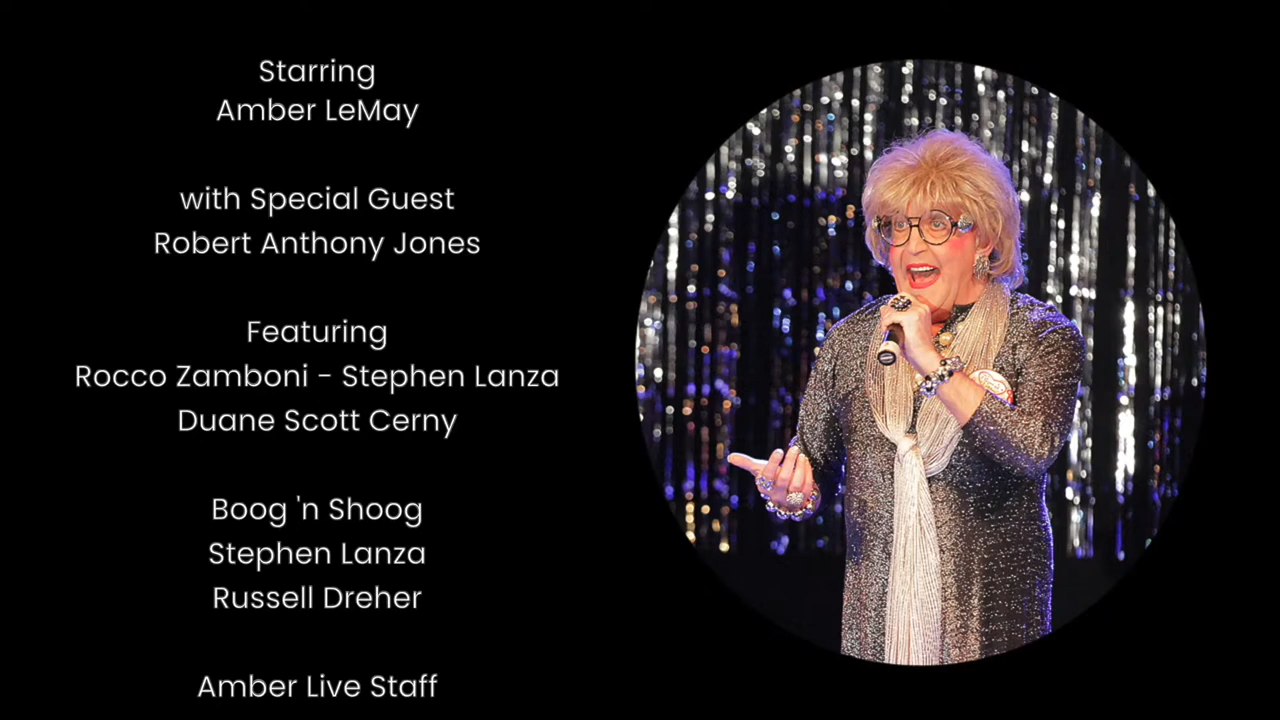 Starring
Amber LeMay
with Special Guest
Robert Anthony Jones
Featuring
Rocco Zamboni - Stephen Lanza
Duane Scott Cerny
Boog 'n Shoog
Stephen Lanza
Russell Dreher
Amber Live Staff